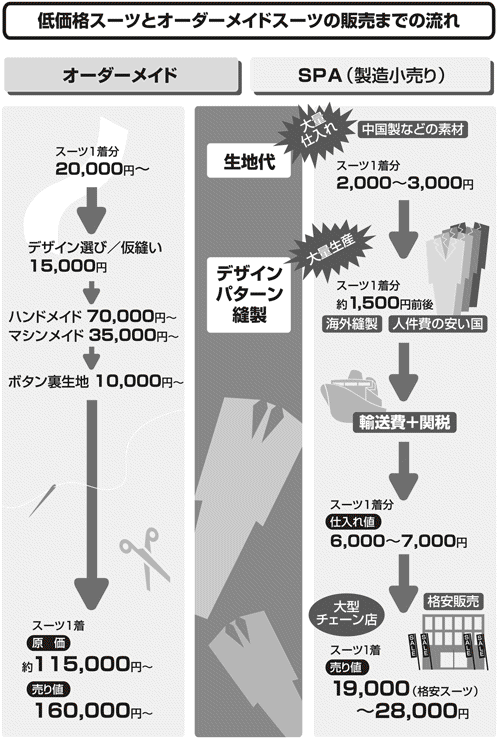 低価格スーツとオーダーメイドスーツの販売までの流れ
オーダーメイド
スーツ1着分
20,000円～
デザイン選び／仮縫い
15,000円
ハンドメイド 70,000円～
マシンメイド 35,000円～
ボタン裏生地 10,000円～
スーツ1着
原　価
約115,000円～
売り値
160,000円～
生地代
デザイン
パターン
縫製
SPA（製造小売り）
大量
仕入れ
中国製などの素材
スーツ1着分
2,000～3,000円
大量生産
スーツ1着分
約1,500円前後
海外縫製
人件費の安い国
輸送費＋関税
スーツ1着分
仕入れ値
6,000～7,000円
大型
チェーン店
格安販売
SALE
SALE
SALE
SALE
スーツ1着
売り値
19,000（格安スーツ）
～28,000円